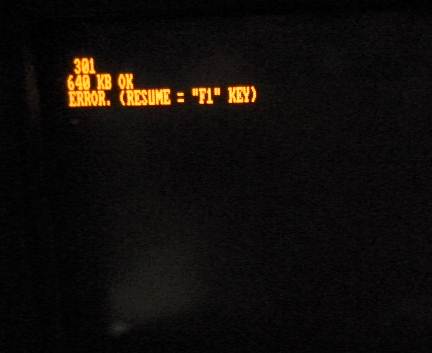 301
640 KB OK
ERROR. (RESUME = "F1" KEY)